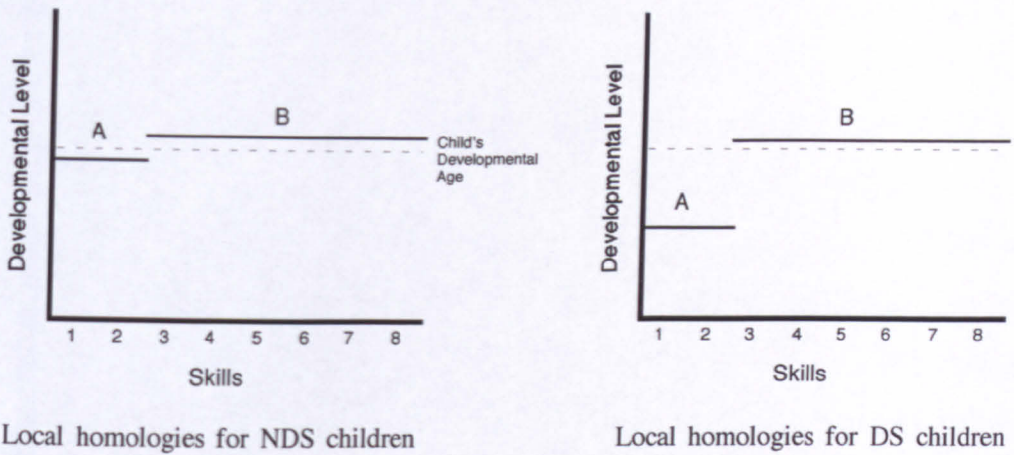 Developmental Level
A
B
Child's
Developmental
Age
1 2 3 4 5 6 7 8
Skills
Local homologies for NDS children
Developmental Level
A
B
1 2 3 4 5 6 7 8
Skills
Local homologies for DS children